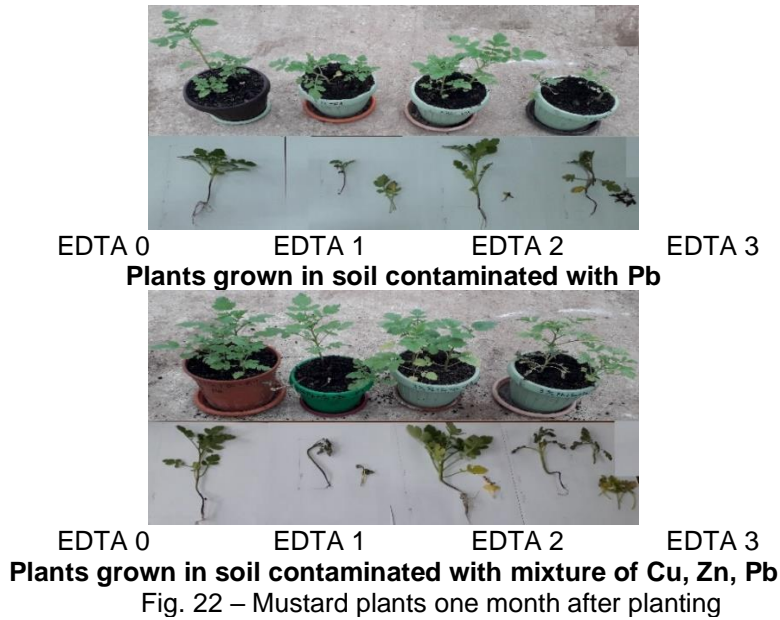 EDTA 0 EDTA 1 EDTA 2 EDTA 3
Plants grown in soil contaminated with Pb
EDTA 0 EDTA 1 EDTA 2 EDTA 3
Plants grown in soil contaminated with mixture of Cu, Zn, Pb
Fig. 22 – Mustard plants one month after planting